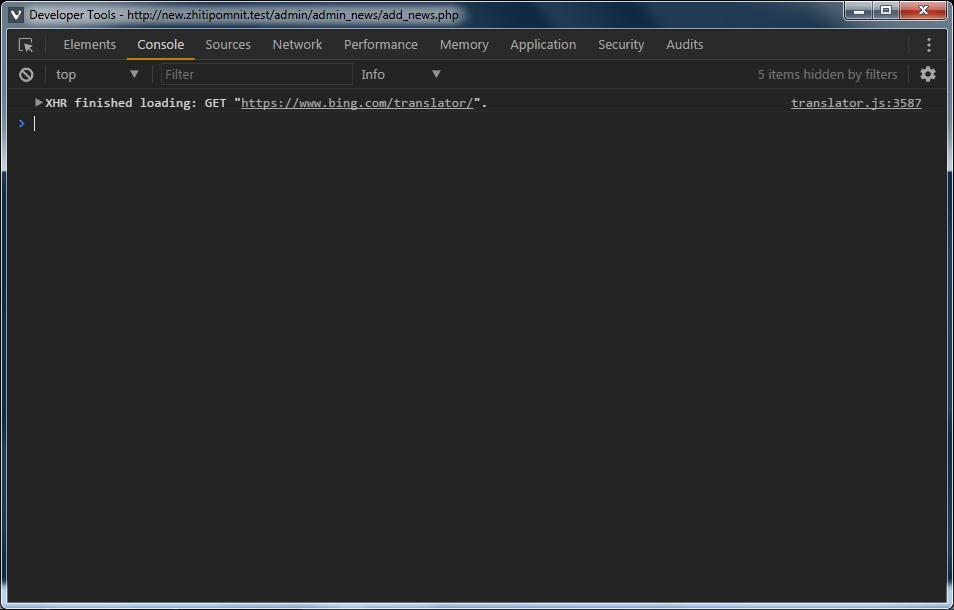 Developer Tools - http://new.zhitipomnit.test/admin/admin_news/add_news.php
Elements Console Sources Network Performance Memory Application Security Audits
top Filter Info 5 items hidden by filters
XHR finished loading: GET "https://www.bing.com/translator/". translator.js:3587